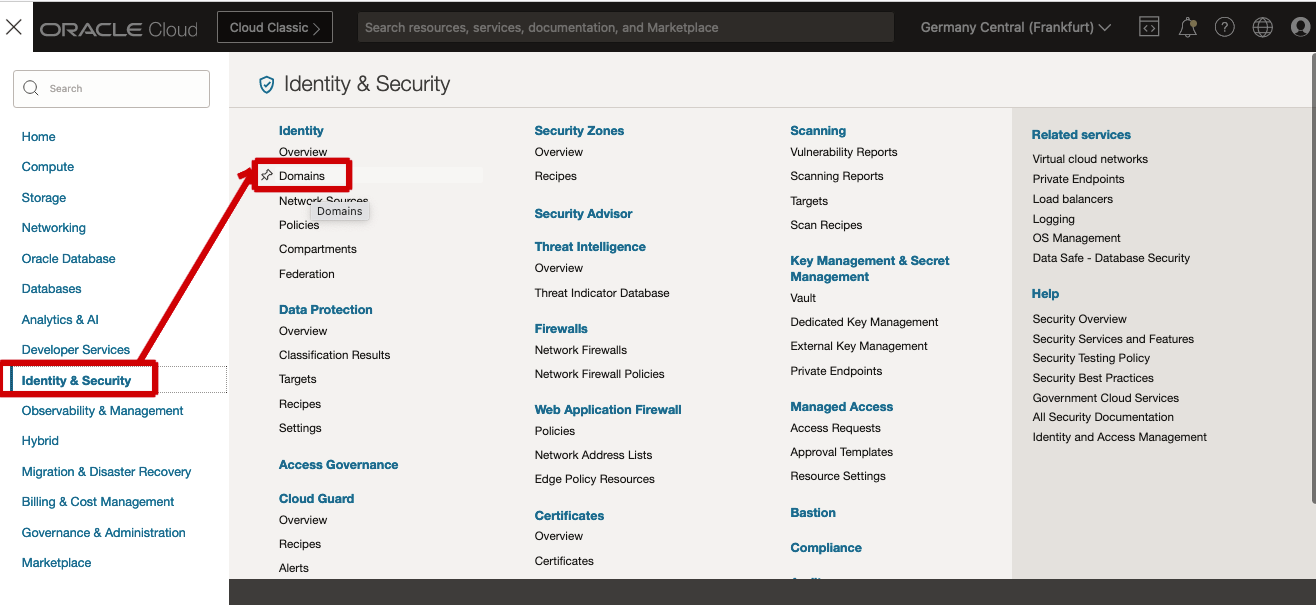 ORACLE Cloud
Cloud Classic
Search resources, services, documentation, and Marketplace
Germany Central (Frankfurt)
Search
Home
Compute
Storage
Networking
Oracle Database
Databases
Analytics & AI
Developer Services
Identity & Security
Observability & Management
Hybrid
Migration & Disaster Recovery
Billing & Cost Management
Governance & Administration
Marketplace
Identity & Security
Identity
Overview
Domains
Network Sources
Domains
Policies
Compartments
Federation
Data Protection
Overview
Classification Results
Targets
Recipes
Settings
Access Governance
Cloud Guard
Overview
Recipes
Alerts
Security Zones
Overview
Recipes
Security Advisor
Threat Intelligence
Overview
Threat Indicator Database
Firewalls
Network Firewalls
Network Firewall Policies
Web Application Firewall
Policies
Network Address Lists
Edge Policy Resources
Certificates
Overview
Certificates
Scanning
Vulnerability Reports
Scanning Reports
Targets
Scan Recipes
Key Management & Secret
Management
Vault
Dedicated Key Management
External Key Management
Private Endpoints
Managed Access
Access Requests
Approval Templates
Resource Settings
Bastion
Compliance
Related services
Virtual cloud networks
Private Endpoints
Load balancers
Logging
OS Management
Data Safe - Database Security
Help
Security Overview
Security Services and Features
Security Testing Policy
Security Best Practices
Government Cloud Services
All Security Documentation
Identity and Access Management